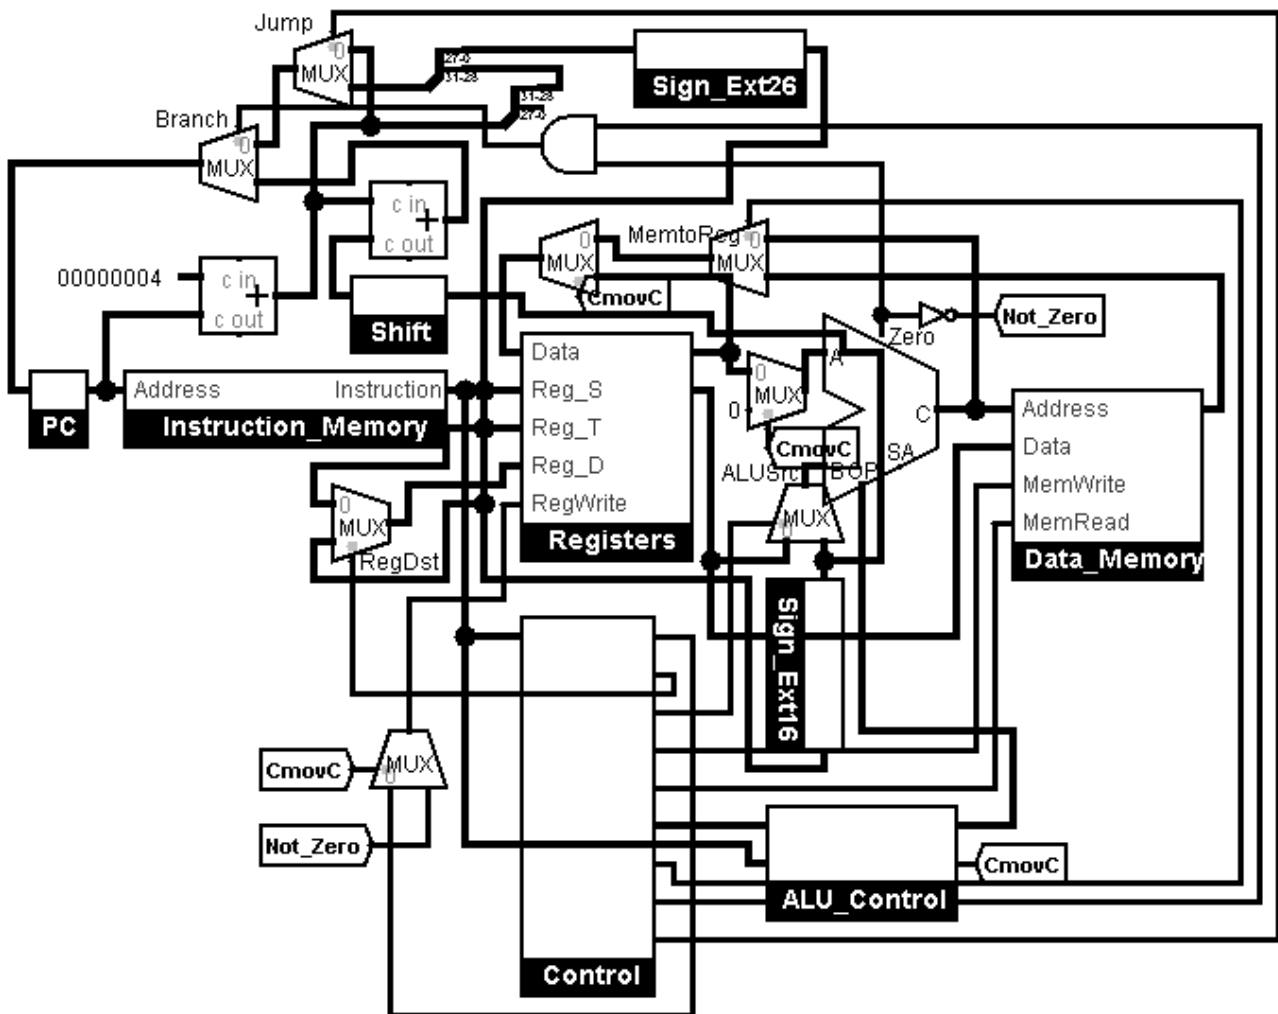 Jump
0
MUX
27-0
31-28
31-28
27-0
Sign_Ext26
Branch
0
MUX
c in
+
c out
0
MUX
MemtoReg
0
MUX
00000004
c in
+
c out
CmovC
Shift
Not_Zero
Zero
Data
Reg_S
Reg_T
Reg_D
RegWrite
Registers
0
MUX
0
A
C
SA
B
OP
CmovC
ALUSrc
PC
Address
Instruction
Instruction_Memory
Address
Data
MemWrite
MemRead
Data_Memory
0
MUX
RegDst
0
MUX
Sign_Ext16
CmovC
MUX
0
Not_Zero
CmovC
ALU_Control
Control